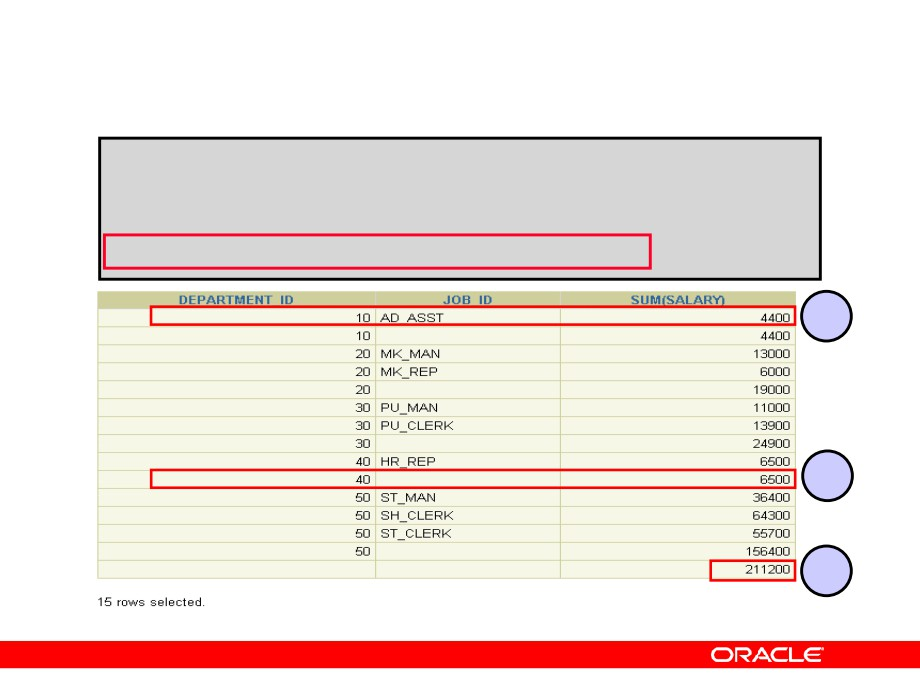 DEPARTMENT_ID JOB_ID SUM(SALARY)
10 AD_ASST 4400
10 4400
20 MK_MAN 13000
20 MK_REP 6000
20 19000
30 PU_MAN 11000
30 PU_CLERK 13900
30 24900
40 HR_REP 6500
40 6500
50 ST_MAN 36400
50 SH_CLERK 64300
50 ST_CLERK 55700
50 156400
211200
15 rows selected.
ORACLE